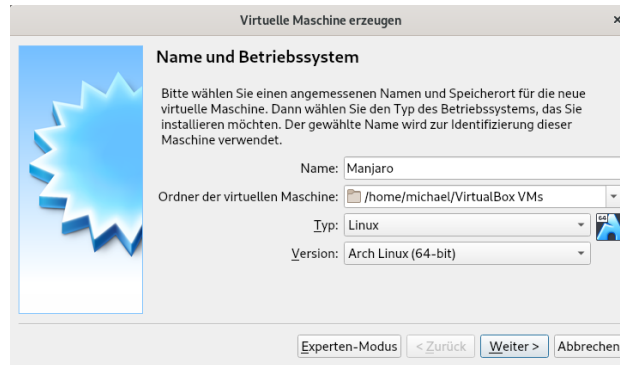 Virtuelle Maschine erzeugen
Name und Betriebssystem
Bitte wählen Sie einen angemessenen Namen und Speicherort für die neue
virtuelle Maschine. Dann wählen Sie den Typ des Betriebssystems, das Sie
installieren möchten. Der gewählte Name wird zur Identifizierung dieser
Maschine verwendet.
Name: Manjaro
Ordner der virtuellen Maschine: /home/michael/VirtualBox VMs
Typ: Linux
64
Version: Arch Linux (64-bit)
Experten-Modus < Zurück Weiter > Abbrechen